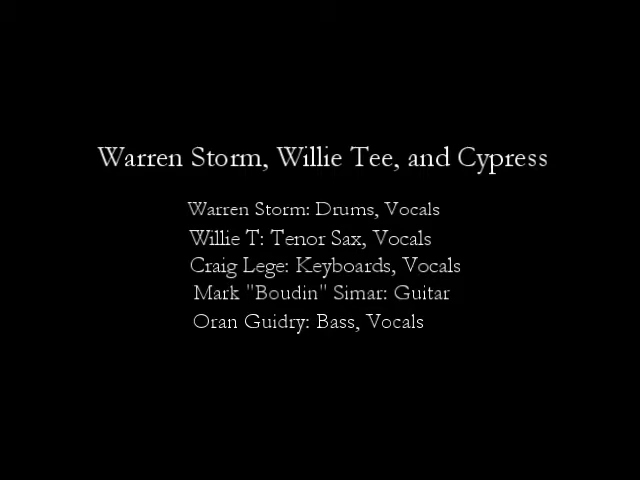 Warren Storm, Willie Tee, and Cypress
Warren Storm: Drums, Vocals
Willie T: Tenor Sax, Vocals
Craig Lege: Keyboards, Vocals
Mark "Boudin" Simar: Guitar
Oran Guidry: Bass, Vocals